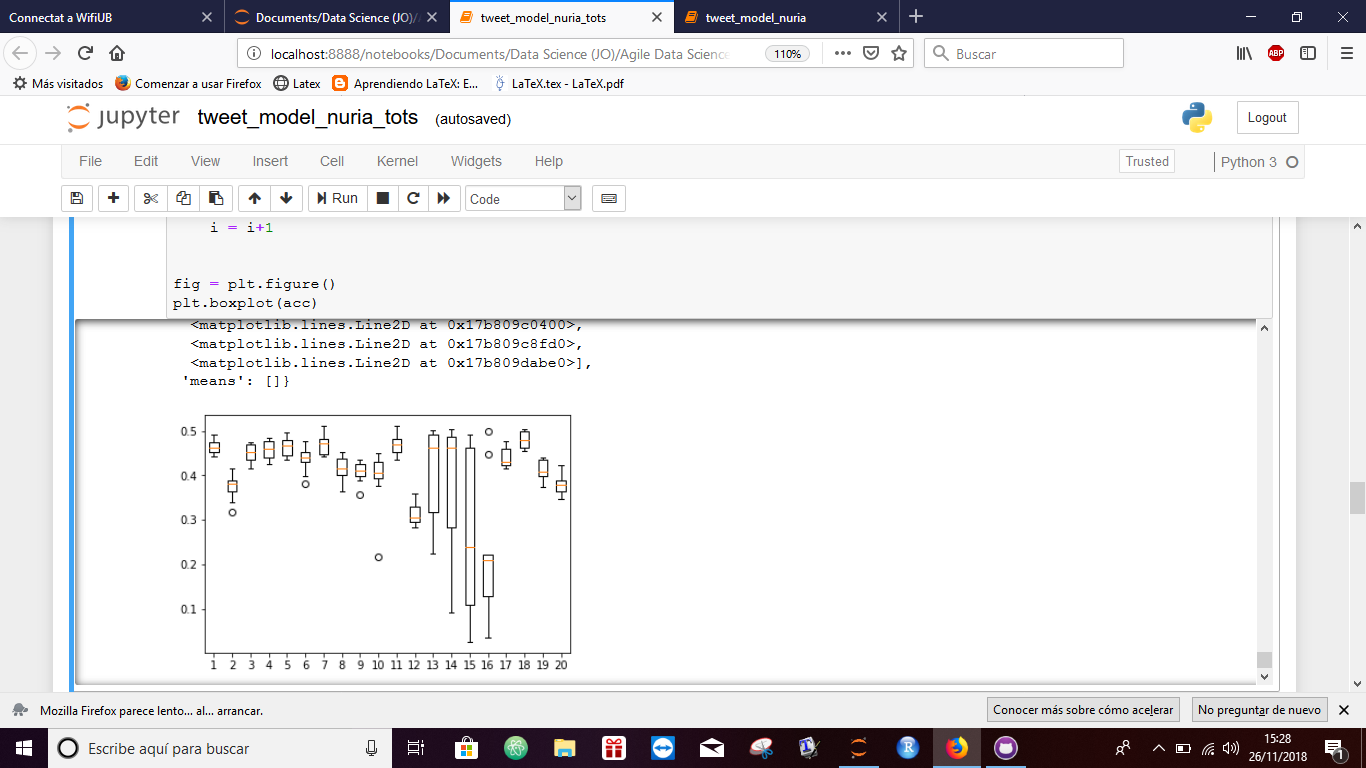 Connectat a WifiUB
Documents/Data Science (JO)/
tweet_model_nuria_tots
tweet_model_nuria
localhost:8888/notebooks/Documents/Data Science (JO)/Agile Data Science
110%
Buscar
Más visitados
Comenzar a usar Firefox
Latex
Aprendiendo LaTeX: E...
LaTeX.tex - LaTeX.pdf
jupyter
tweet_model_nuria_tots
(autosaved)
Logout
File Edit View Insert Cell Kernel Widgets Help
Trusted
Python 3
Run
Code
i = i+1
fig = plt.figure()
plt.boxplot(acc)
<matplotlib.lines.Line2D at 0x17b809c0400>,
<matplotlib.lines.Line2D at 0x17b809c8fd0>,
<matplotlib.lines.Line2D at 0x17b809dabe0>],
'means': []}
0.5
0.4
0.3
0.2
0.1
1 2 3 4 5 6 7 8 9 10 11 12 13 14 15 16 17 18 19 20
Mozilla Firefox parece lento... al... arrancar.
Conocer más sobre cómo acelerar
No preguntar de nuevo
Escribe aquí para buscar
15:28
26/11/2018